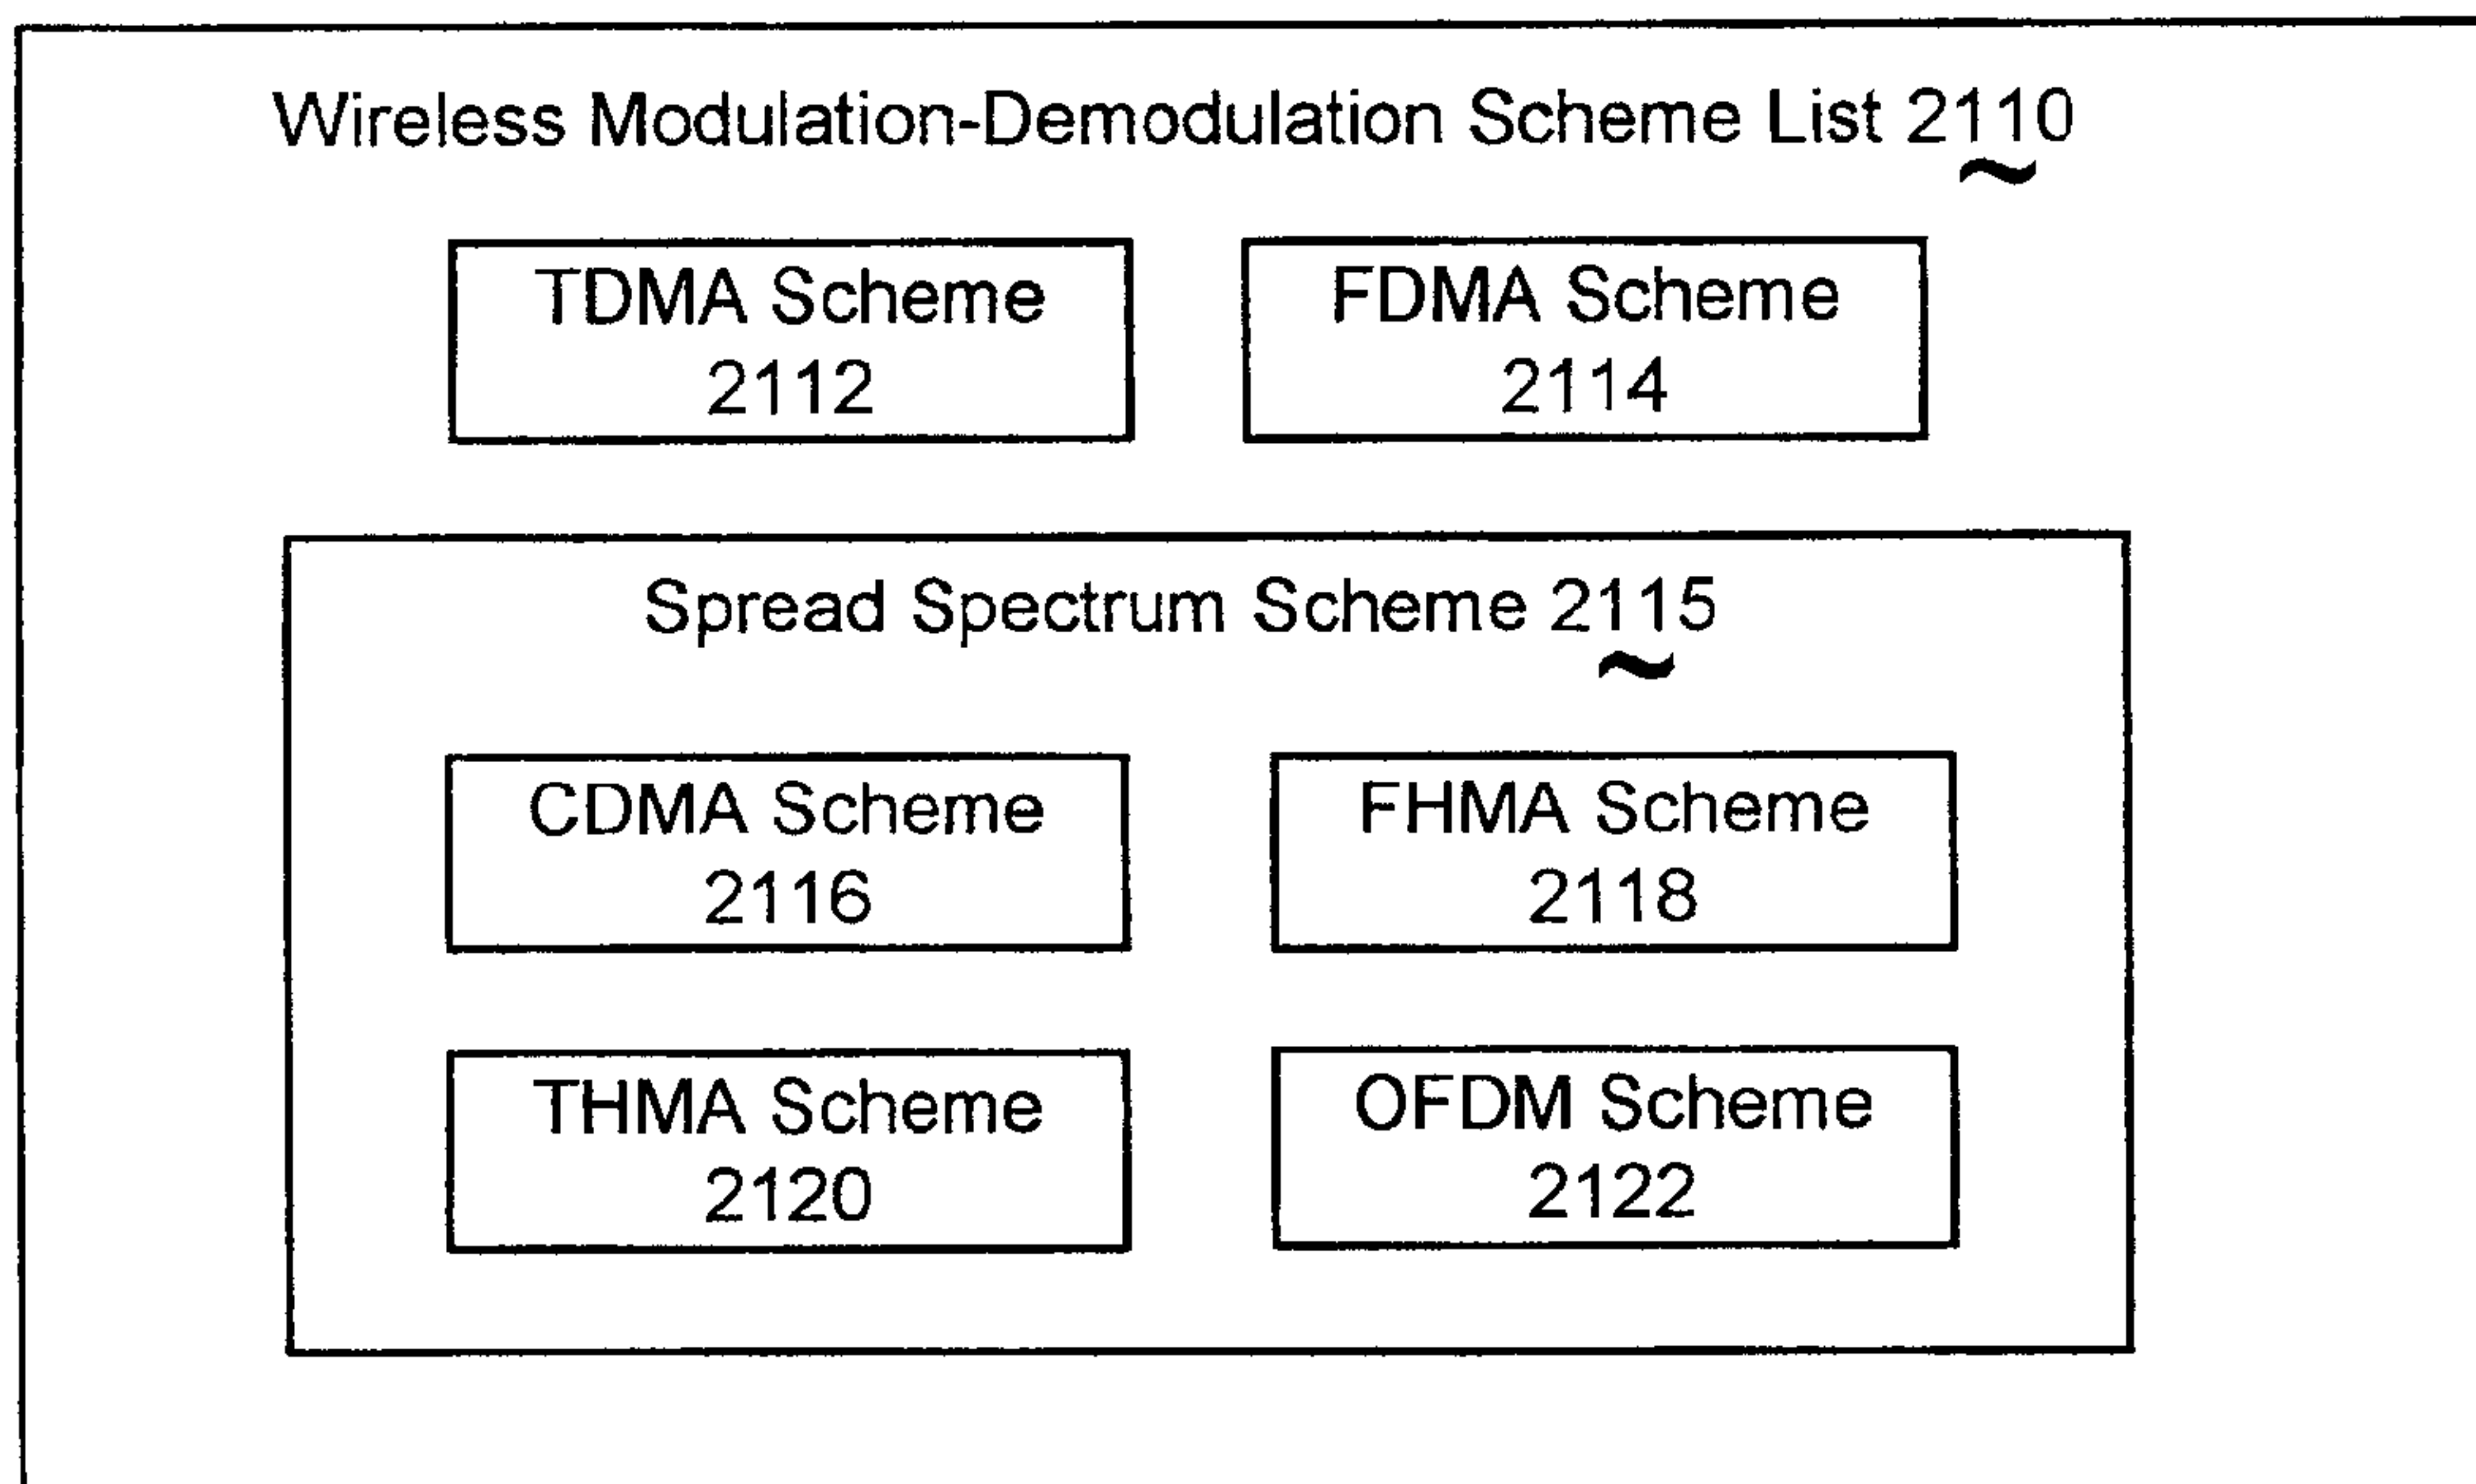 Wireless Modulation-Demodulation Scheme List 2110
TDMA Scheme
2112
FDMA Scheme
2114
Spread Spectrum Scheme 2115
CDMA Scheme
2116
FHMA Scheme
2118
THMA Scheme
2120
OFDM Scheme
2122